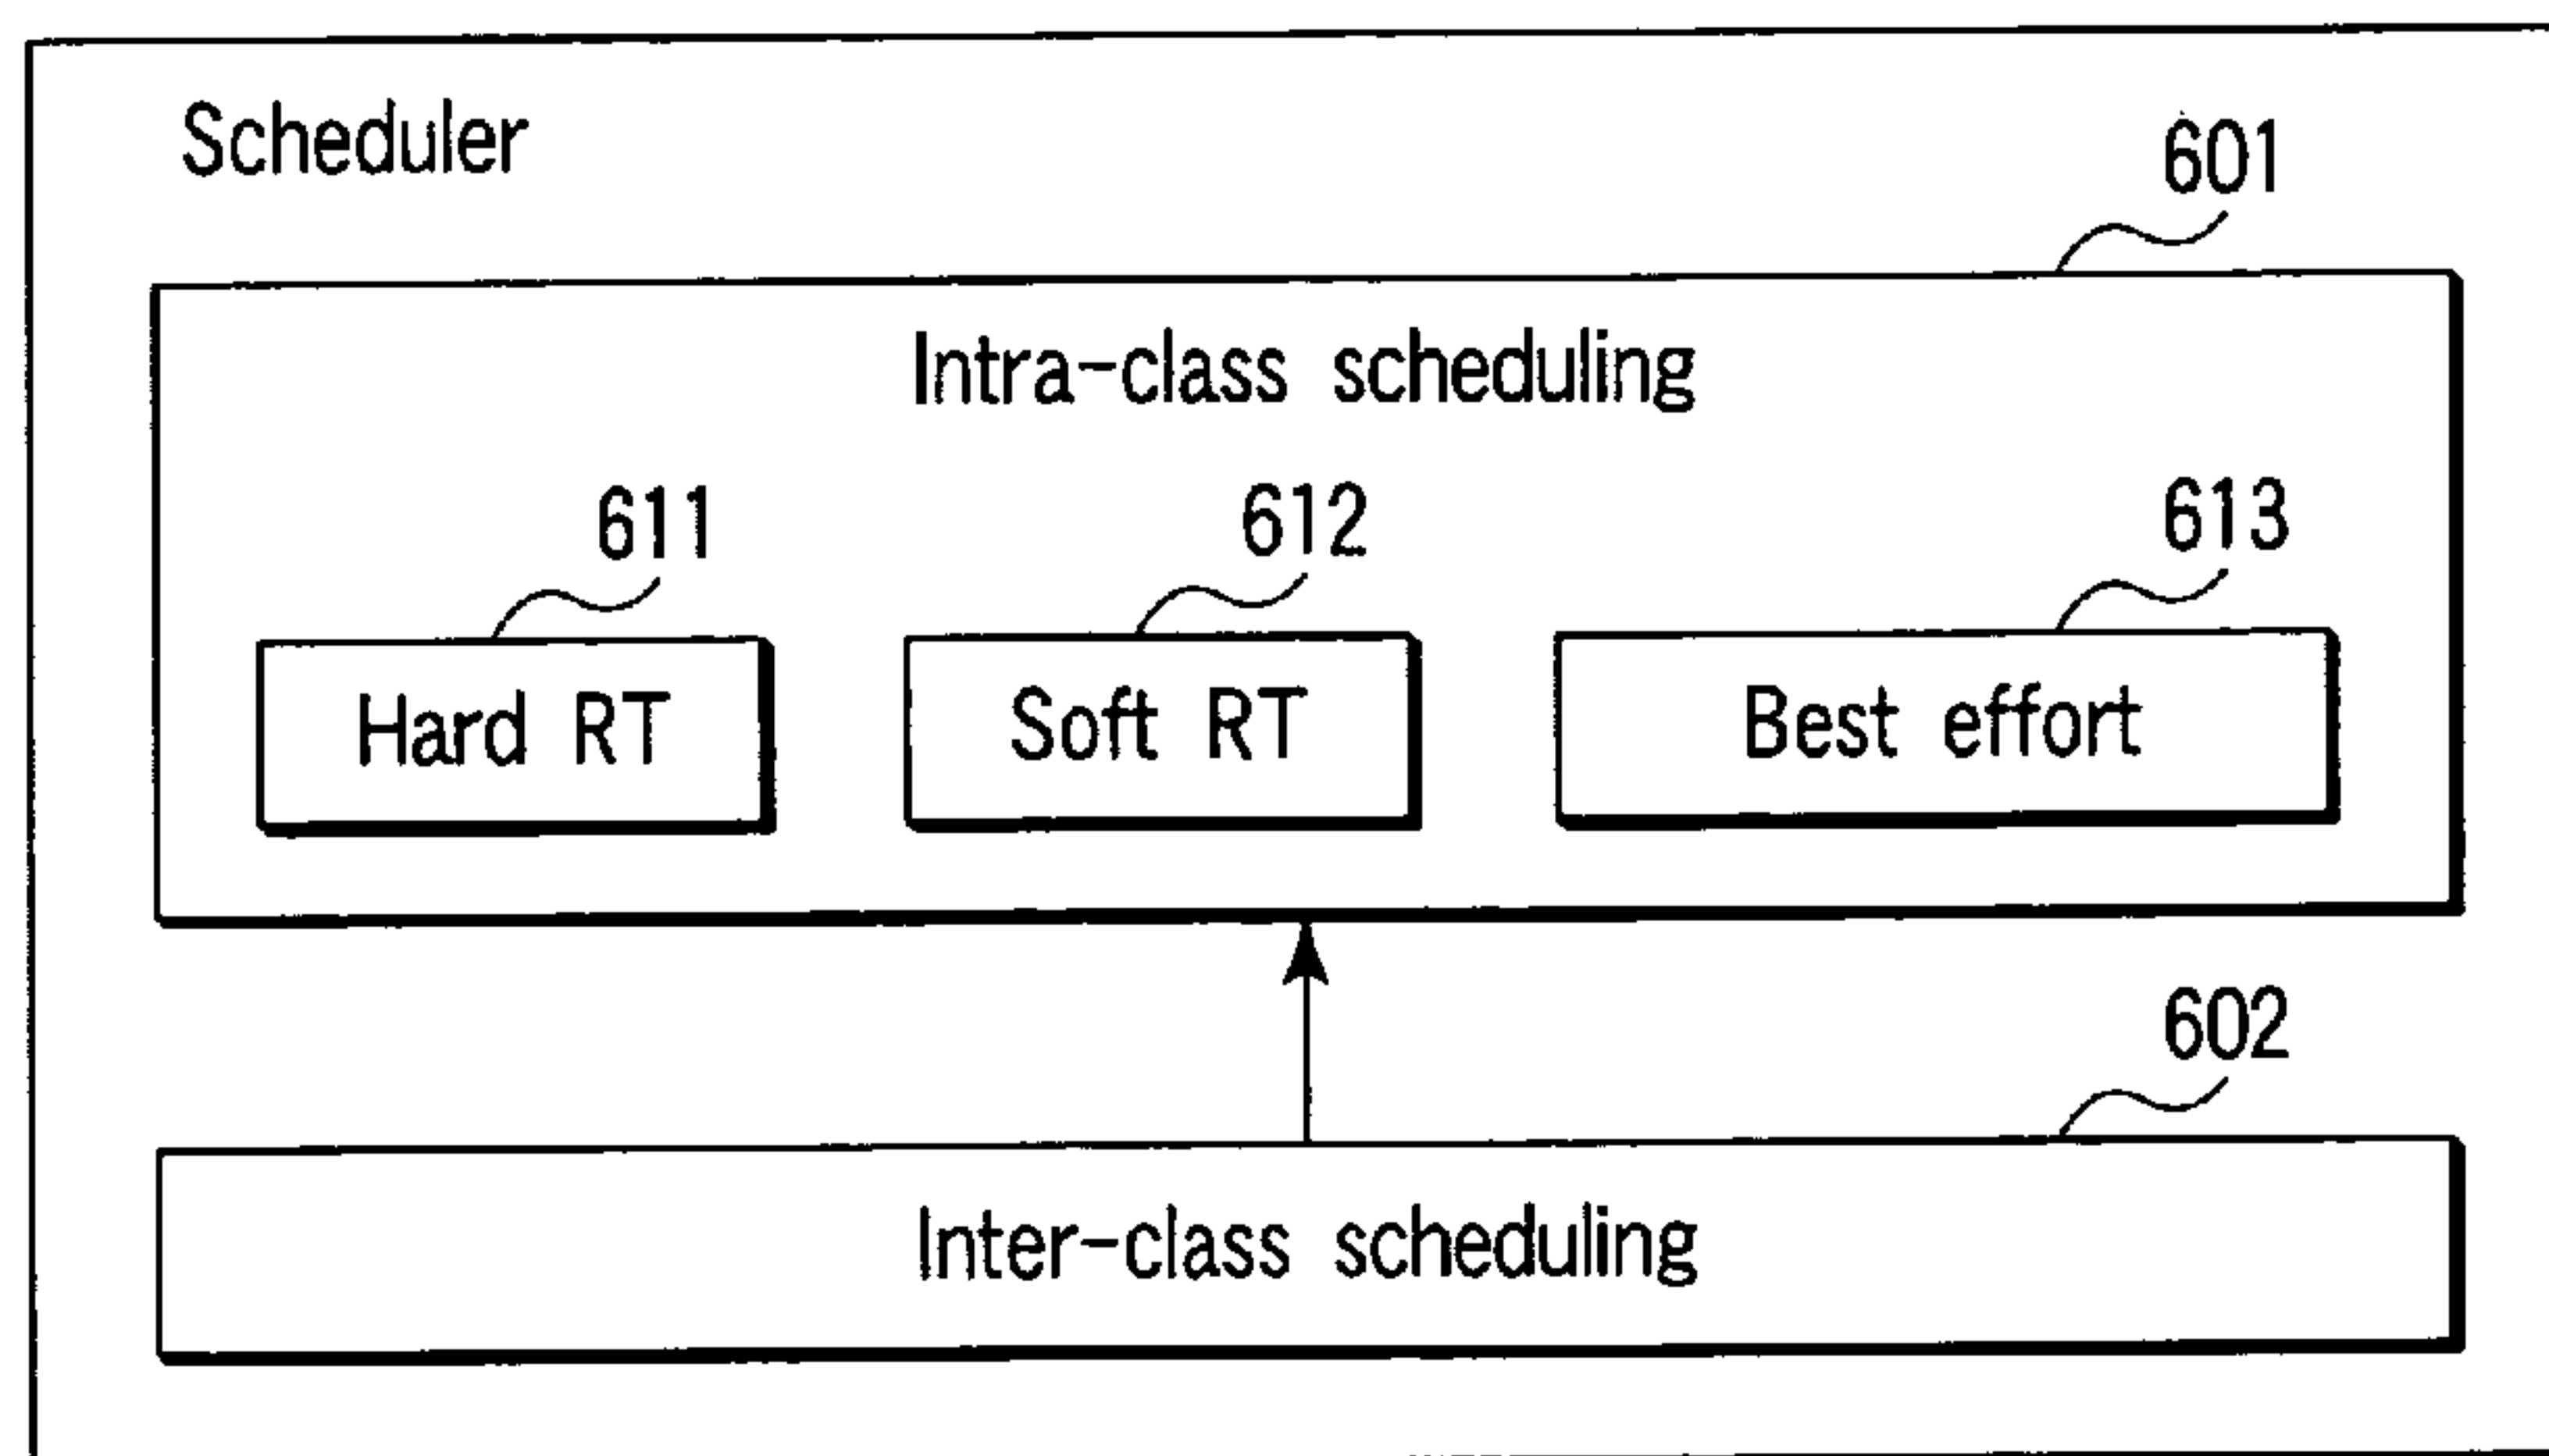 Scheduler
601
Intra-class scheduling
611
612
613
Hard RT
Soft RT
Best effort
602
Inter-class scheduling